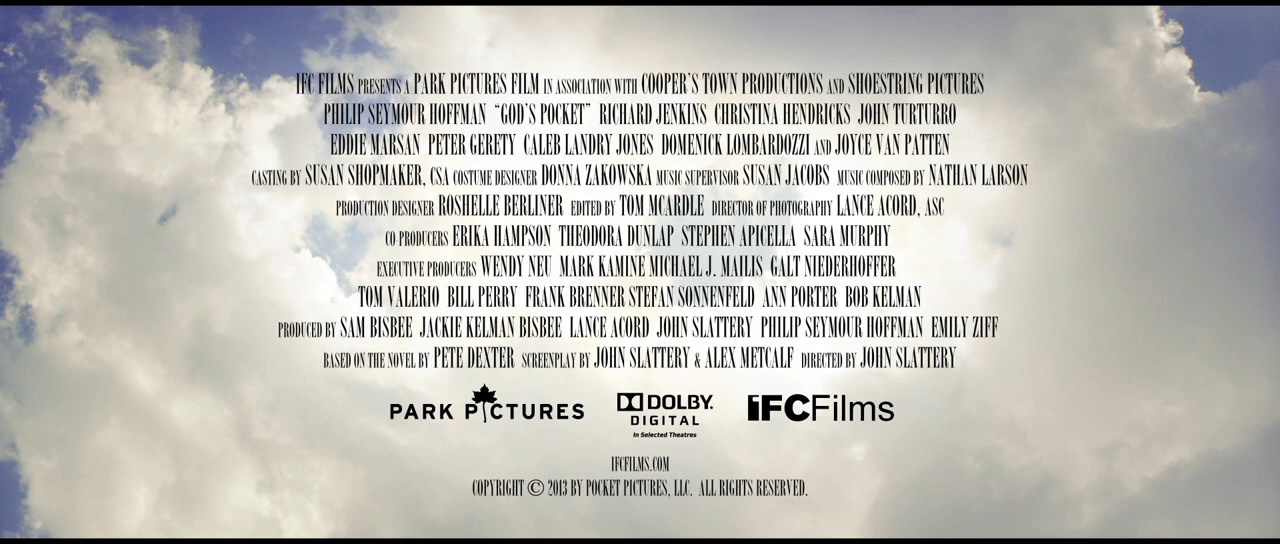 IFC FILMS PRESENTS A PARK PICTURES FILM IN ASSOCIATION WITH COOPER'S TOWN PRODUCTIONS AND SHOESTRING PICTURES
PHILIP SEYMOUR HOFFMAN "GOD'S POCKET" RICHARD JENKINS CHRISTINA HENDRICKS JOHN TURTURRO
EDDIE MARSAN PETER GERETY CALEB LANDRY JONES DOMENICK LOMBARDOZZI AND JOYCE VAN PATTEN
CASTING BY SUSAN SHOPMAKER, CSA COSTUME DESIGNER DONNA ZAKOWSKA MUSIC SUPERVISOR SUSAN JACOBS MUSIC COMPOSED BY NATHAN LARSON
PRODUCTION DESIGNER ROSHELLE BERLINER EDITED BY TOM MCARDLE DIRECTOR OF PHOTOGRAPHY LANCE ACORD, ASC
CO-PRODUCERS ERIKA HAMPSON THEODORA DUNLAP STEPHEN APICELLA SARA MURPHY
EXECUTIVE PRODUCERS WENDY NEU MARK KAMINE MICHAEL J. MAILIS GALT NIEDERHOFFER
TOM VALERIO BILL PERRY FRANK BRENNER STEFAN SONNENFELD ANN PORTER BOB KELMAN
PRODUCED BY SAM BISBEE JACKIE KELMAN BISBEE LANCE ACORD JOHN SLATTERY PHILIP SEYMOUR HOFFMAN EMILY ZIFF
BASED ON THE NOVEL BY PETE DEXTER SCREENPLAY BY JOHN SLATTERY & ALEX METCALF DIRECTED BY JOHN SLATTERY
PARK PICTURES DOLBY. iFCFilms
DIGITAL
In Selected Theatres
IFCFILMS.COM
COPYRIGHT © 2013 BY POCKET PICTURES, LLC. ALL RIGHTS RESERVED.